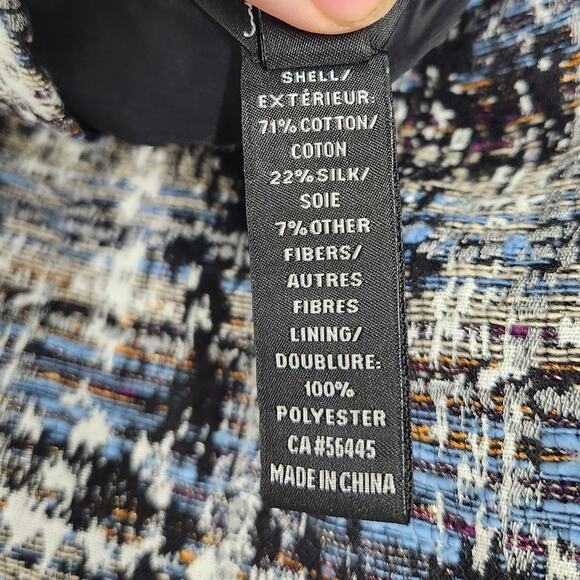 SHELL/
EXTÉRIEUR:
71% COTTON/
COTON
22% SILK/
SOIE
7% OTHER
FIBERS/
AUTRES
FIBRES
LINING/
DOUBLURE:
100%
POLYESTER
CA#56445
MADE IN CHINA